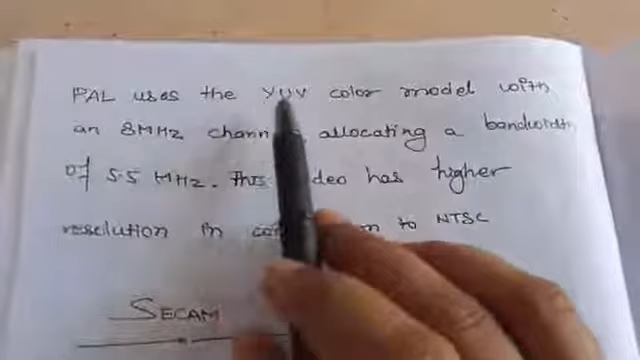 PAL uses the YUV color model with
an 8MHz allocating a bandwidth
of 5.5 MHz. This has higher
resolution in to NTSC
SECAM